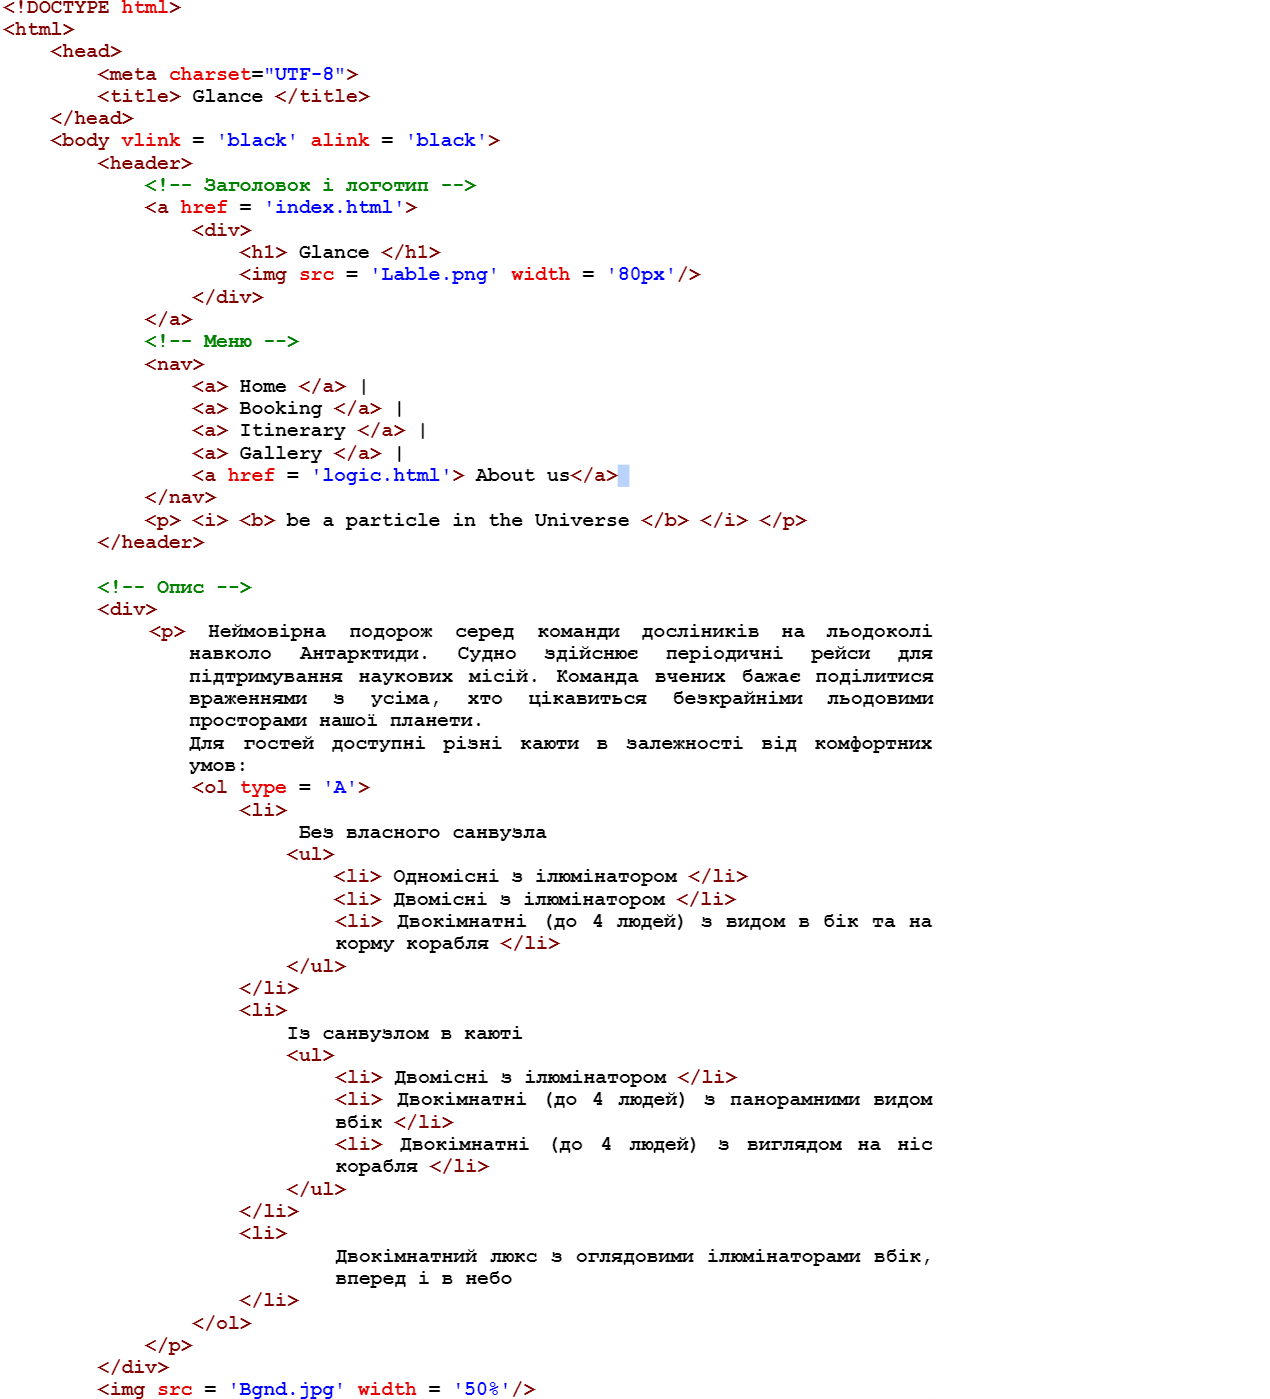 <!DOCTYPE html>
<html>
<head>
<meta charset="UTF-8">
<title> Glance </title>
</head>
<body vlink = 'black' alink = 'black'>
<header>
<!-- Заголовок і логотип -->
<a href = 'index.html'>
<div>
<h1> Glance </h1>
<img src = 'Lable.png' width = '80px'/>
</div>
</a>
<!-- Меню -->
<nav>
<a> Home </a> |
<a> Booking </a> |
<a> Itinerary </a> |
<a> Gallery </a> |
<a href = 'logic.html'> About us</a>
</nav>
<p> <i> <b> be a particle in the Universe </b> </i> </p>
</header>
<!-- Опис -->
<div>
<p> Неймовірна подорож серед команди досліників на льодоколі
навколо Антарктиди. Судно здійснює періодичні рейси для
підтримування наукових місій. Команда вчених бажає поділитися
враженнями з усіма, хто цікавиться безкрайніми льодовими
просторами нашої планети.
Для гостей доступні різні каюти в залежності від комфортних
умов:
<ol type = 'A'>
<li>
Без власного санвузла
<ul>
<li> Одномісні з ілюмінатором </li>
<li> Двомісні з ілюмінатором </li>
<li> Двокімнатні (до 4 людей) з видом в бік та на
корму корабля </li>
</ul>
</li>
<li>
Із санвузлом в каюті
<ul>
<li> Двомісні з ілюмінатором </li>
<li> Двокімнатні (до 4 людей) з панорамними видом
вбік </li>
<li> Двокімнатні (до 4 людей) з виглядом на ніс
корабля </li>
</ul>
</li>
<li>
Двокімнатний люкс з оглядовими ілюмінаторами вбік,
вперед і в небо
</li>
</ol>
</p>
</div>
<img src = 'Bgnd.jpg' width = '50%'/>